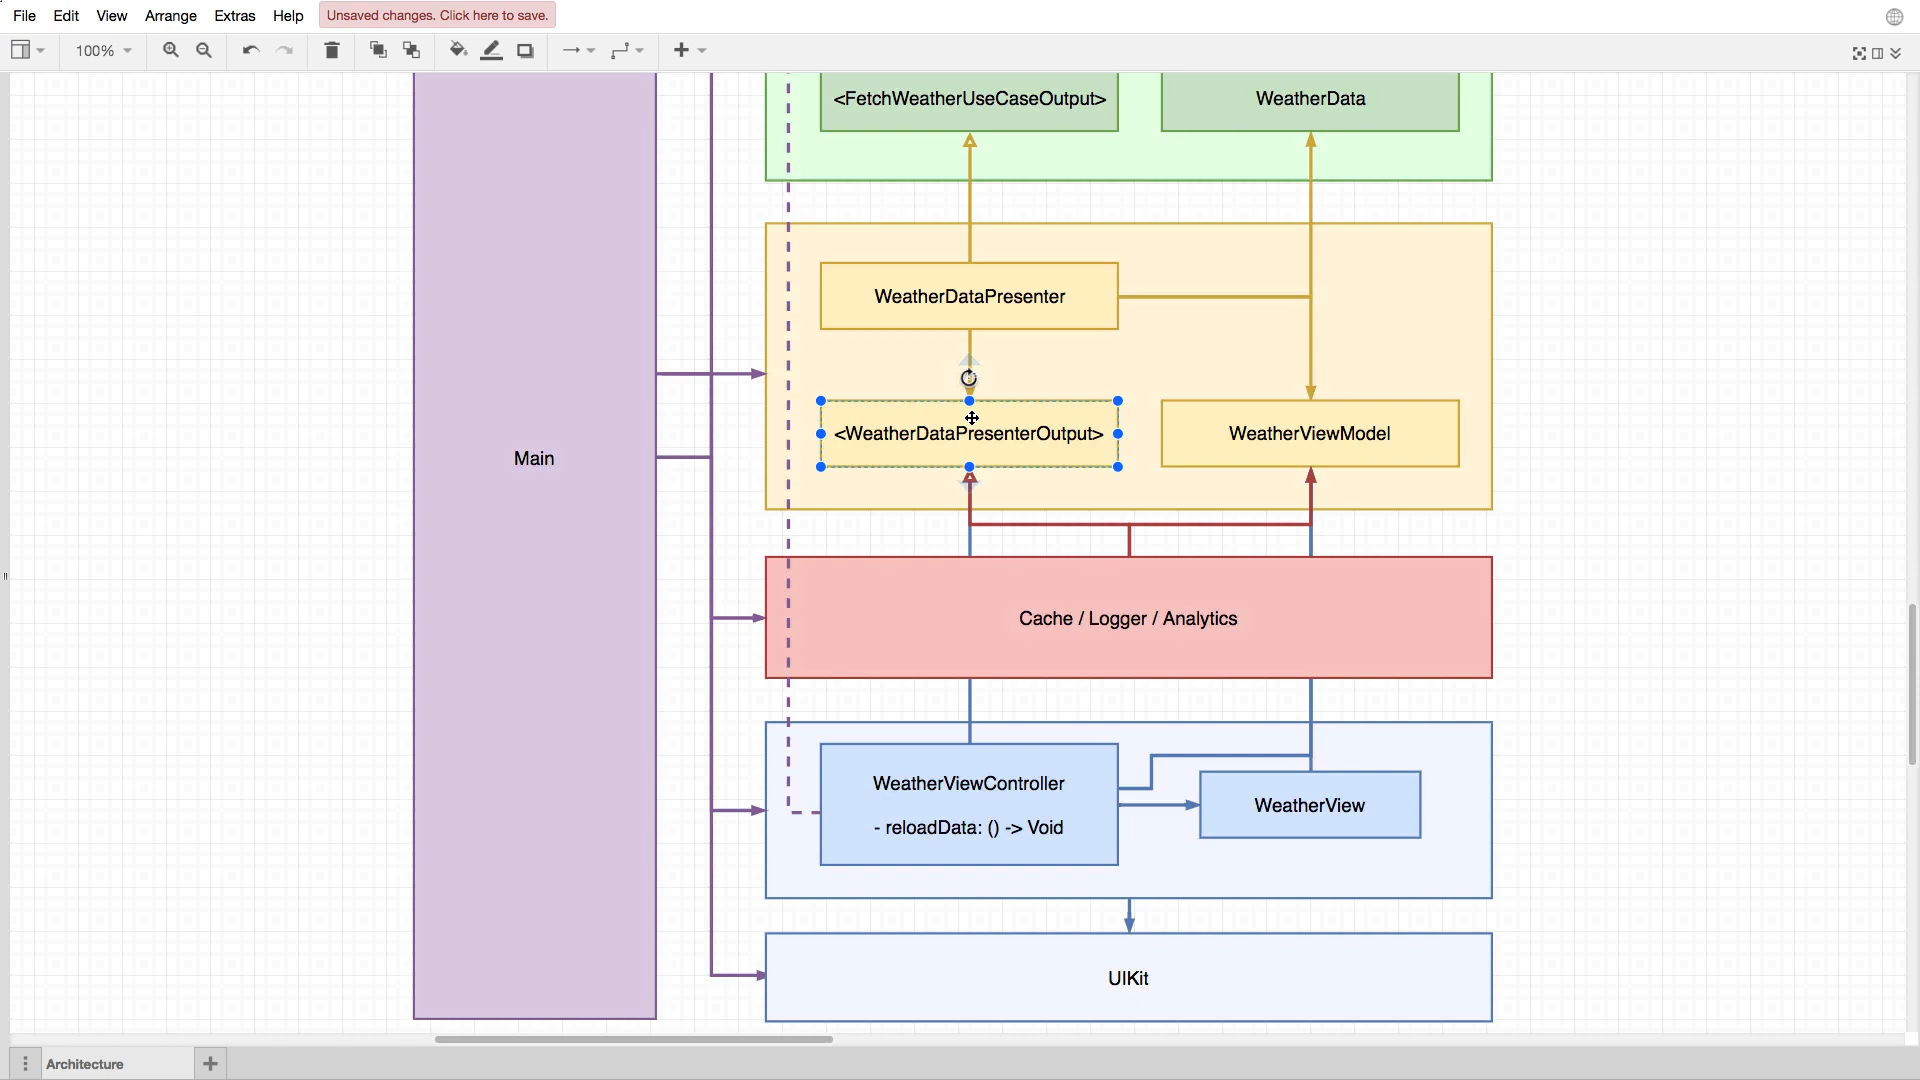 File Edit View Arrange Extras Help Unsaved changes. Click here to save.
100%
<FetchWeatherUseCaseOutput> WeatherData
WeatherDataPresenter
<WeatherDataPresenterOutput> WeatherViewModel
Main
Cache / Logger / Analytics
WeatherViewController
WeatherView
- reloadData: () -> Void
UIKit
Architecture